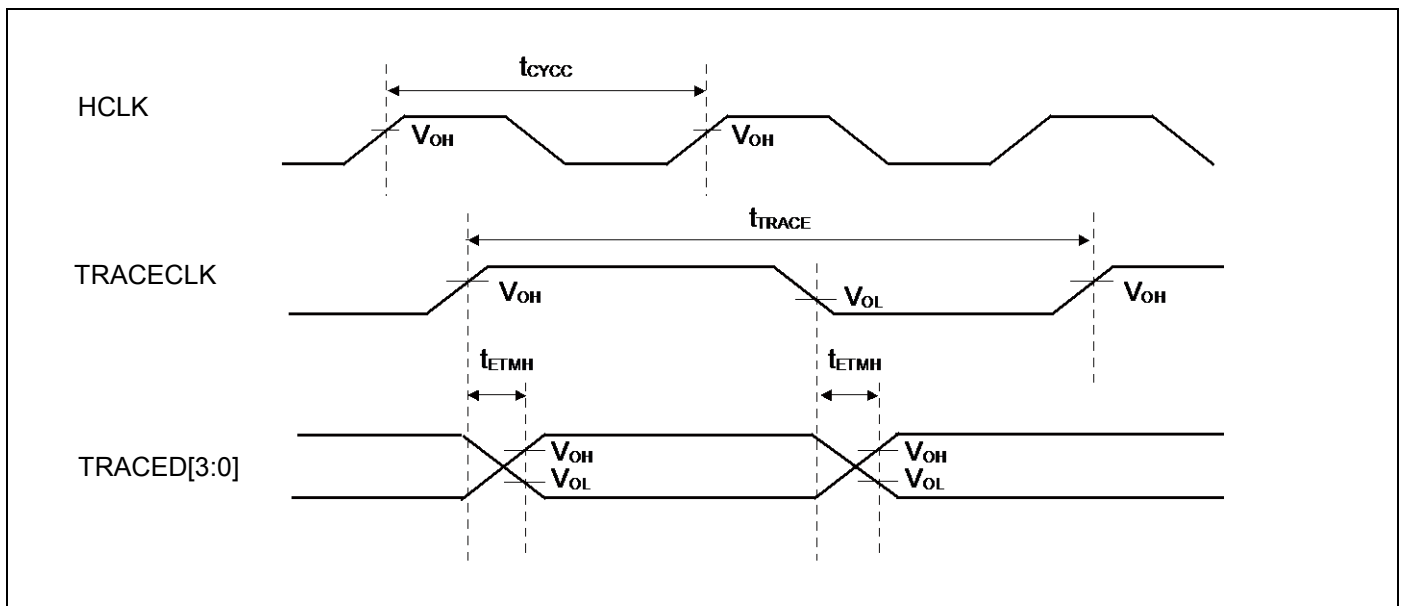 tCYCC
HCLK
VOH VOH
tTRACE
TRACECLK
VOH VOL VOH
tETMH tETMH
TRACED[3:0]
VOH VOH
VOL VOL